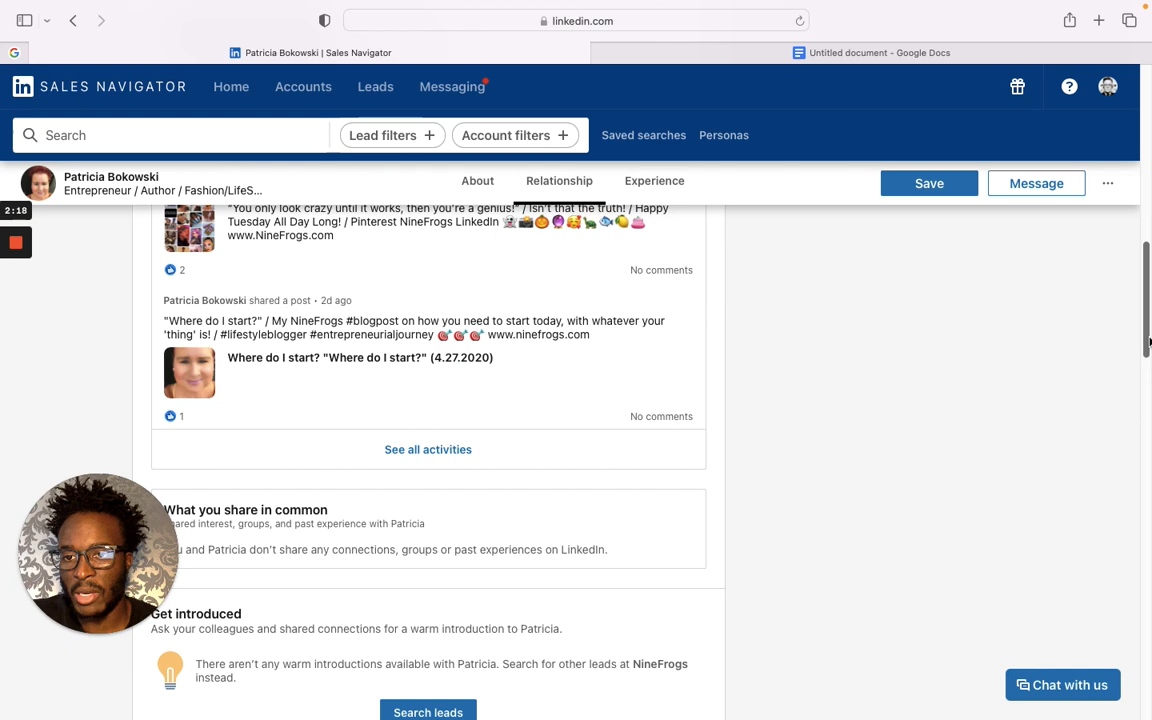 linkedin.com
Patricia Bokowski | Sales Navigator
Untitled document - Google Docs
in SALES NAVIGATOR
Home
Accounts
Leads
Messaging
Search
Lead filters +
Account filters +
Saved searches
Personas
Patricia Bokowski
Entrepreneur / Author / Fashion/LifeS...
About
Relationship
Experience
Save
Message
2:18
"You only look crazy until it works, then you're a genius!" / Isn't that the truth! / Happy
Tuesday All Day Long! / Pinterest NineFrogs LinkedIn 👻📸🎃🔮🥰🐛🐟🍋🎂
www.NineFrogs.com
2
No comments
Patricia Bokowski shared a post • 2d ago
"Where do I start?" / My NineFrogs #blogpost on how you need to start today, with whatever your
'thing' is! / #lifestyleblogger #entrepreneurialjourney 🎯🎯🎯 www.ninefrogs.com
Where do I start? "Where do I start?" (4.27.2020)
1
No comments
See all activities
What you share in common
ared interest, groups, and past experience with Patricia
u and Patricia don't share any connections, groups or past experiences on LinkedIn.
Get introduced
Ask your colleagues and shared connections for a warm introduction to Patricia.
There aren't any warm introductions available with Patricia. Search for other leads at NineFrogs
instead.
Search leads
Chat with us